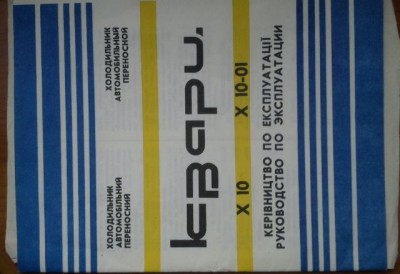 ХОЛОДИЛЬНИК
АВТОМОБІЛЬНИЙ
ПЕРЕНОСНИЙ
ХОЛОДИЛЬНИК
АВТОМОБИЛЬНЫЙ
ПЕРЕНОСНОЙ
кварц
Х 10 Х 10-01
КЕРІВНИЦТВО ПО ЕКСПЛУАТАЦІЇ
РУКОВОДСТВО ПО ЭКСПЛУАТАЦИИ